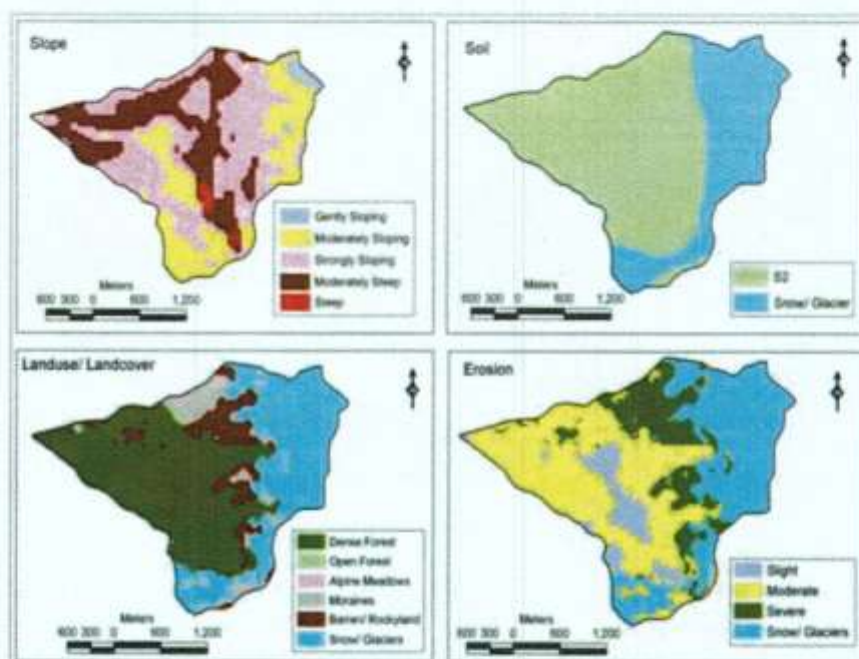 Slope
Gently Sloping
Moderately Sloping
Strongly Sloping
Moderately Steep
Steep
Meters
600 300 0 600 1,200
Soil
S2
Snow/ Glacier
Meters
600 300 0 600 1,200
Landuse/ Landcover
Dense Forest
Open Forest
Alpine Meadows
Moraines
Barren/ Rockyland
Snow/ Glaciers
Meters
600 300 0 600 1,200
Erosion
Slight
Moderate
Severe
Snow/ Glaciers
Meters
600 300 0 600 1,200